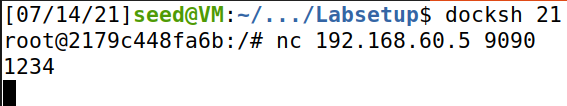 [07/14/21]seed@VM:~/.../Labsetup$ docksh 21
root@2179c448fa6b:/# nc 192.168.60.5 9090
1234